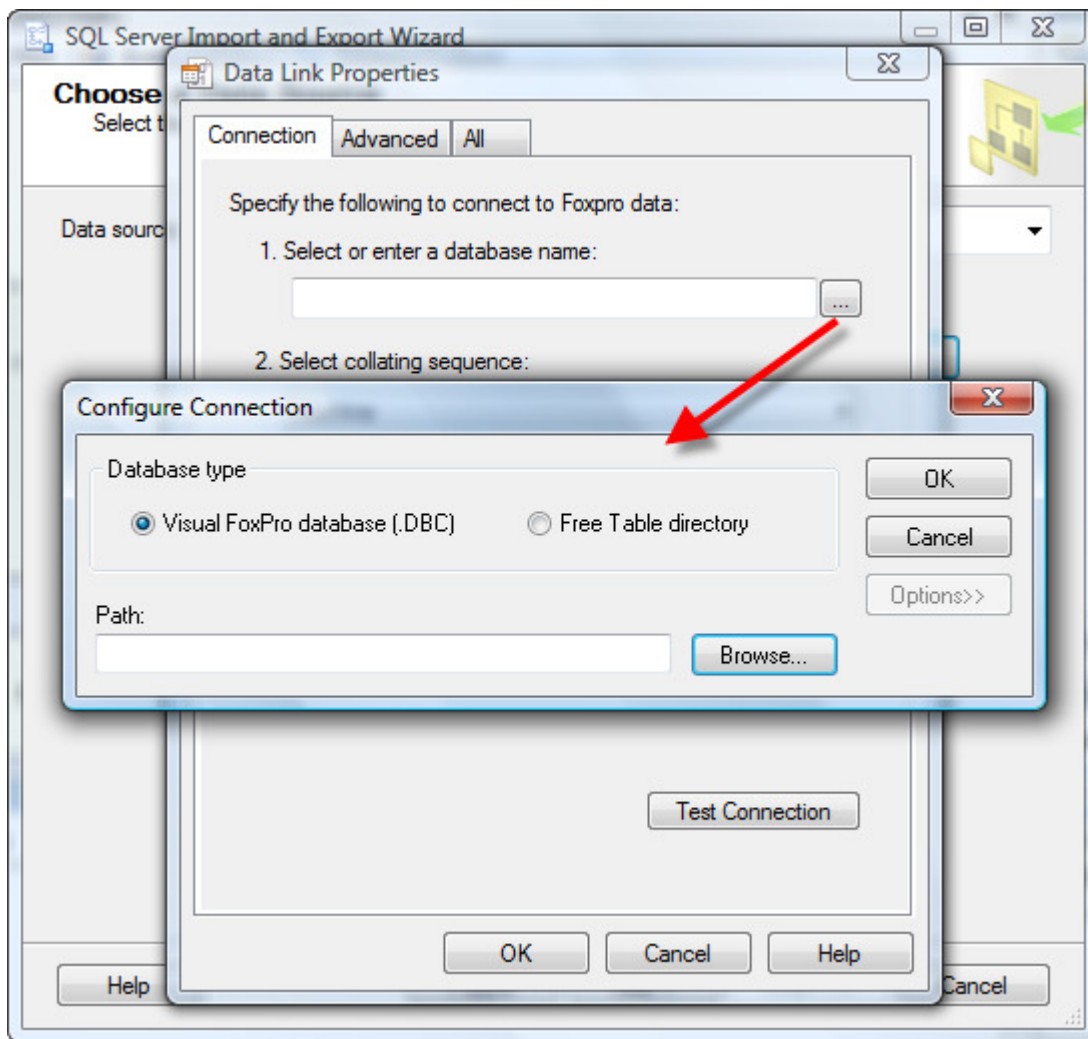 SQL Server Import and Export Wizard
Data Link Properties
Choose
Select t
Connection Advanced All
Specify the following to connect to Foxpro data:
Data sourc
1. Select or enter a database name:
...
2. Select collating sequence:
Configure Connection
Database type
Visual FoxPro database (.DBC) Free Table directory
OK
Cancel
Options>>
Path:
Browse...
Test Connection
OK Cancel Help
Help Cancel